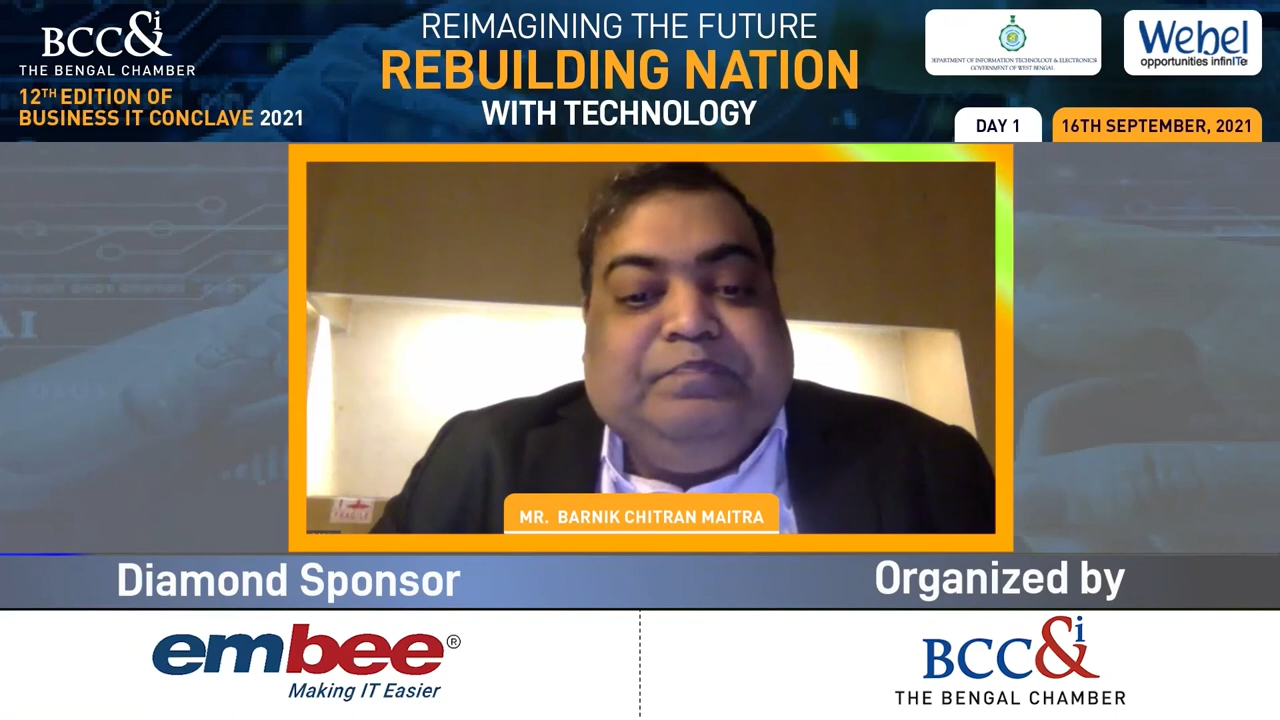 BCC&i
THE BENGAL CHAMBER
12TH EDITION OF
BUSINESS IT CONCLAVE 2021
REIMAGINING THE FUTURE
REBUILDING NATION
WITH TECHNOLOGY
DEPARTMENT OF INFORMATION TECHNOLOGY & ELECTRONICS
GOVERNMENT OF WEST BENGAL
Webel
opportunities infinITe
DAY 1
16TH SEPTEMBER, 2021
AI
FRAGILE
MR. BARNIK CHITRAN MAITRA
Diamond Sponsor
Organized by
embee®
Making IT Easier
BCC&i
THE BENGAL CHAMBER